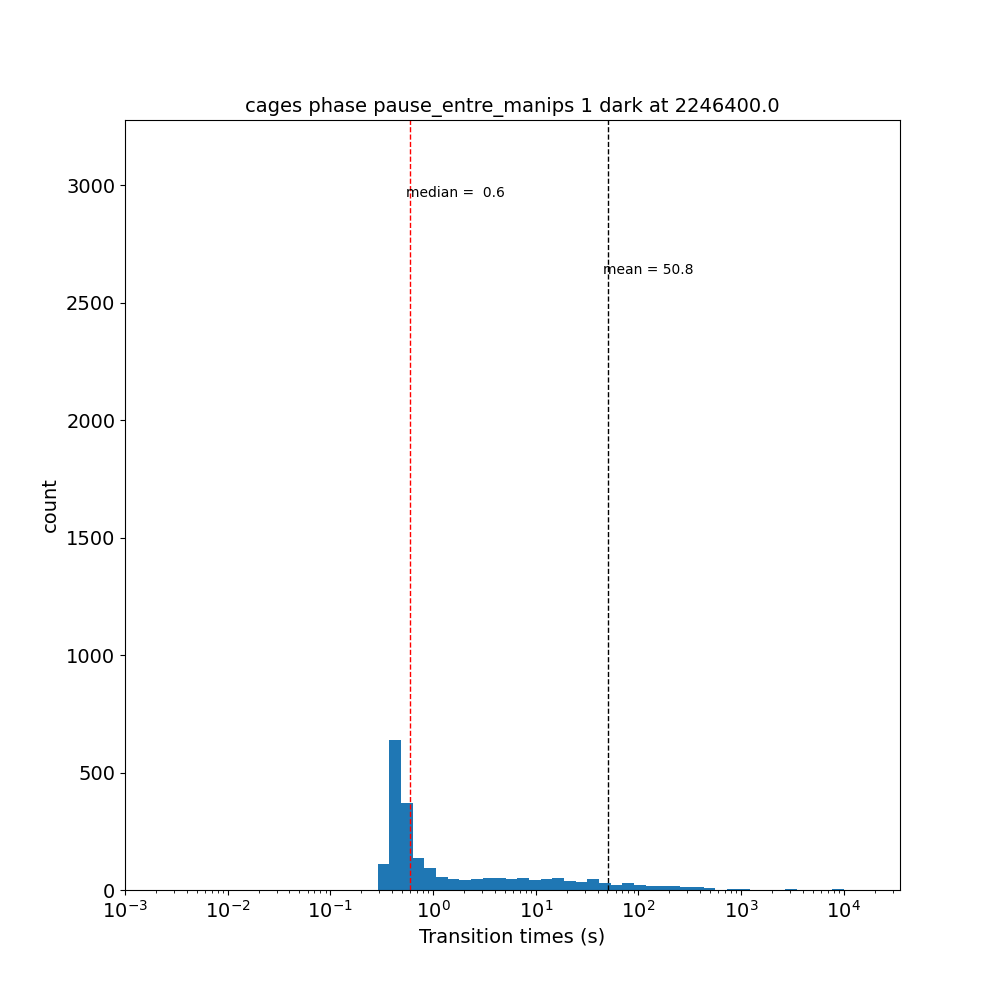 cages phase pause_entre_manips 1 dark at 2246400.0
3000
median =  0.6
mean = 50.8
2500
2000
count
1500
1000
500
0
10⁻³ 10⁻² 10⁻¹ 10⁰ 10¹ 10² 10³ 10⁴
Transition times (s)